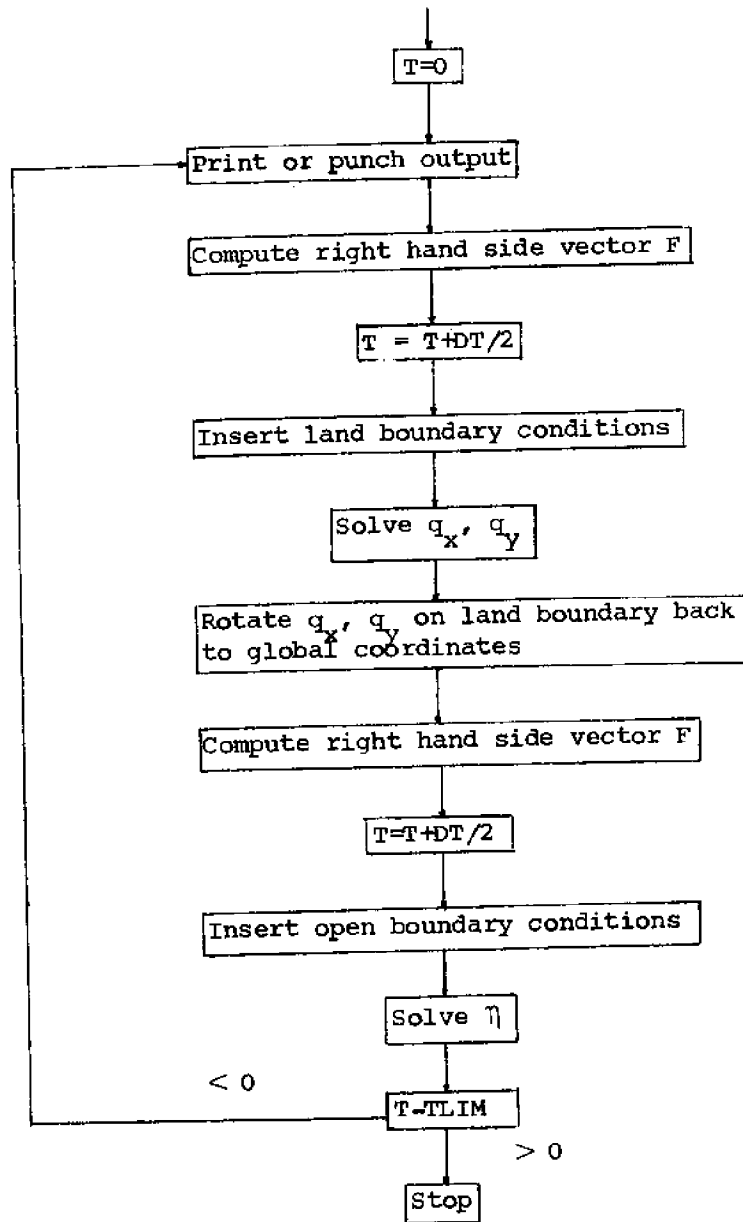 T=0
Print or punch output
Compute right hand side vector F
T = T+DT/2
Insert land boundary conditions
Solve q_x, q_y
Rotate q_x, q_y on land boundary back
to global coordinates
Compute right hand side vector F
T=T+DT/2
Insert open boundary conditions
Solve η
< 0
T-TLIM
> 0
Stop